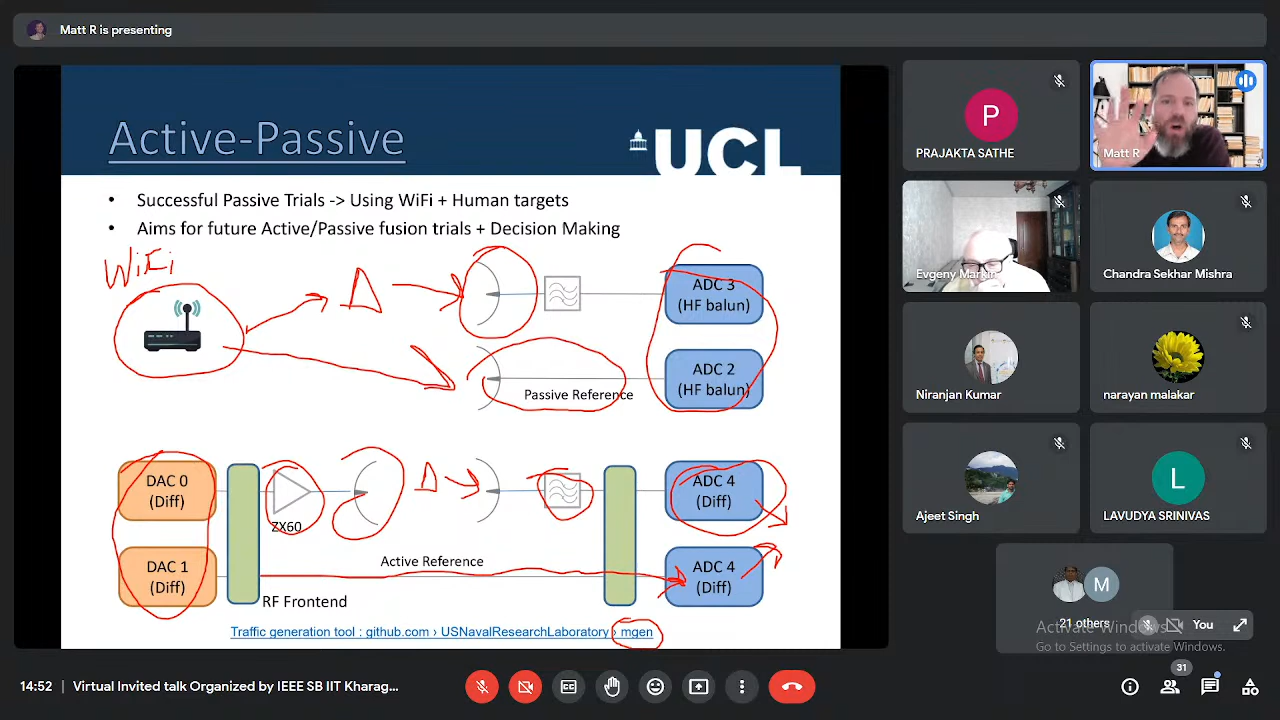 Matt R is presenting
Active-Passive
UCL
• Successful Passive Trials -> Using WiFi + Human targets
• Aims for future Active/Passive fusion trials + Decision Making
WiFi
ADC 3
(HF balun)
ADC 2
(HF balun)
Passive Reference
DAC 0
(Diff)
ZX60
ADC 4
(Diff)
DAC 1
(Diff)
Active Reference
ADC 4
(Diff)
RF Frontend
Traffic generation tool : github.com › USNavalResearchLaboratory › mgen
P
PRAJAKTA SATHE
Matt R
Evgeny Markin
Chandra Sekhar Mishra
Niranjan Kumar
narayan malakar
Ajeet Singh
L
LAVUDYA SRINIVAS
M
21 others
You
Activate Windows
Go to Settings to activate Windows.
14:52 | Virtual Invited talk Organized by IEEE SB IIT Kharag...
31